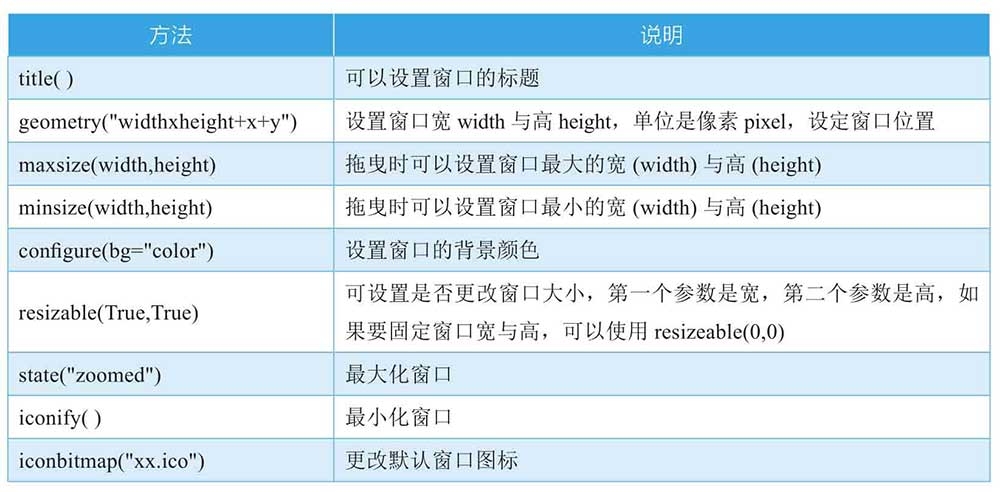 方法 说明
title( ) 可以设置窗口的标题
geometry("widthxheight+x+y") 设置窗口宽 width 与高 height，单位是像素 pixel，设定窗口位置
maxsize(width,height) 拖曳时可以设置窗口最大的宽 (width) 与高 (height)
minsize(width,height) 拖曳时可以设置窗口最小的宽 (width) 与高 (height)
configure(bg="color") 设置窗口的背景颜色
resizable(True,True) 可设置是否更改窗口大小，第一个参数是宽，第二个参数是高，如
果要固定窗口宽与高，可以使用 resizeable(0,0)
state("zoomed") 最大化窗口
iconify( ) 最小化窗口
iconbitmap("xx.ico") 更改默认窗口图标